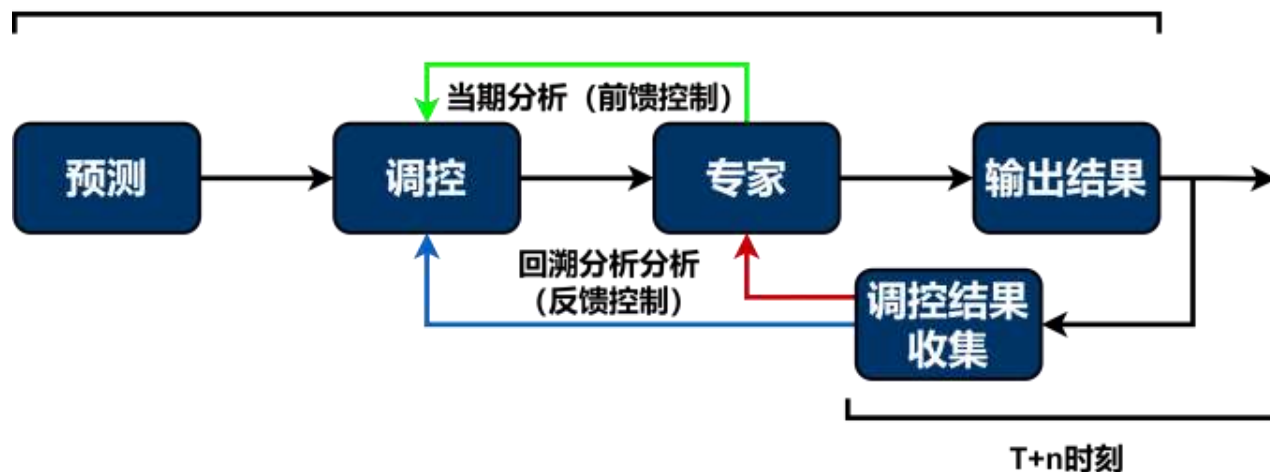 当期分析（前馈控制）
预测
调控
专家
输出结果
回溯分析分析
（反馈控制）
调控结果
收集
T+n时刻